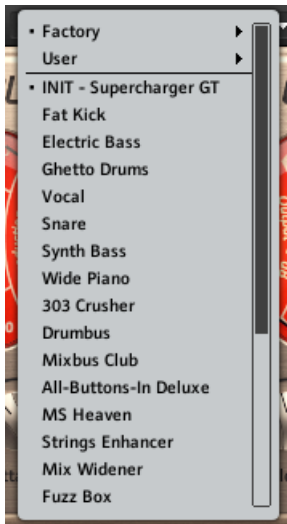 • Factory
User
• INIT - Supercharger GT
Fat Kick
Electric Bass
Ghetto Drums
Vocal
Snare
Synth Bass
Wide Piano
303 Crusher
Drumbus
Mixbus Club
All-Buttons-In Deluxe
MS Heaven
Strings Enhancer
Mix Widener
Fuzz Box